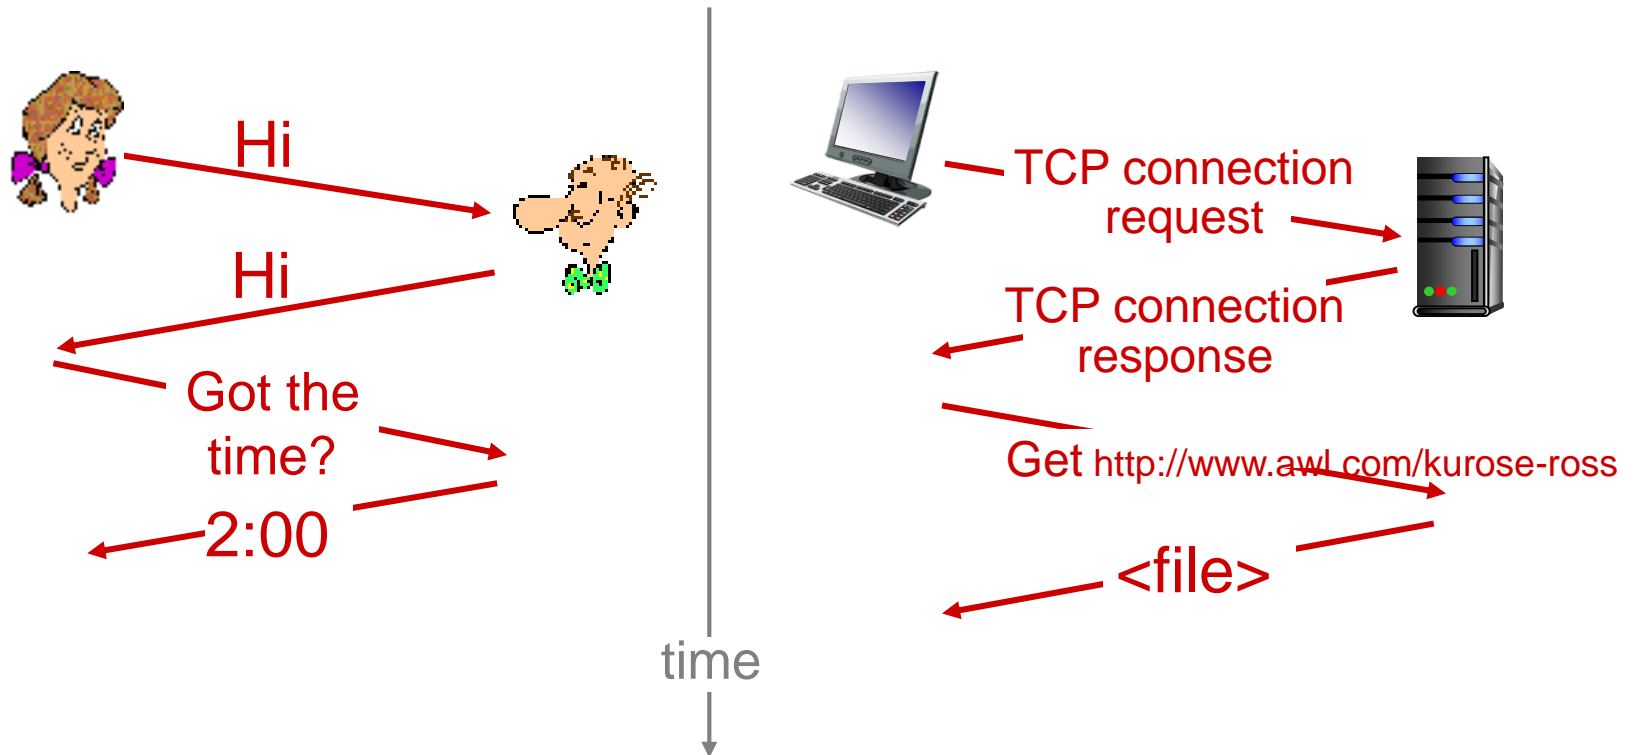 Hi
Hi
Got the
time?
2:00
time
TCP connection
request
TCP connection
response
Get http://www.awl.com/kurose-ross
<file>